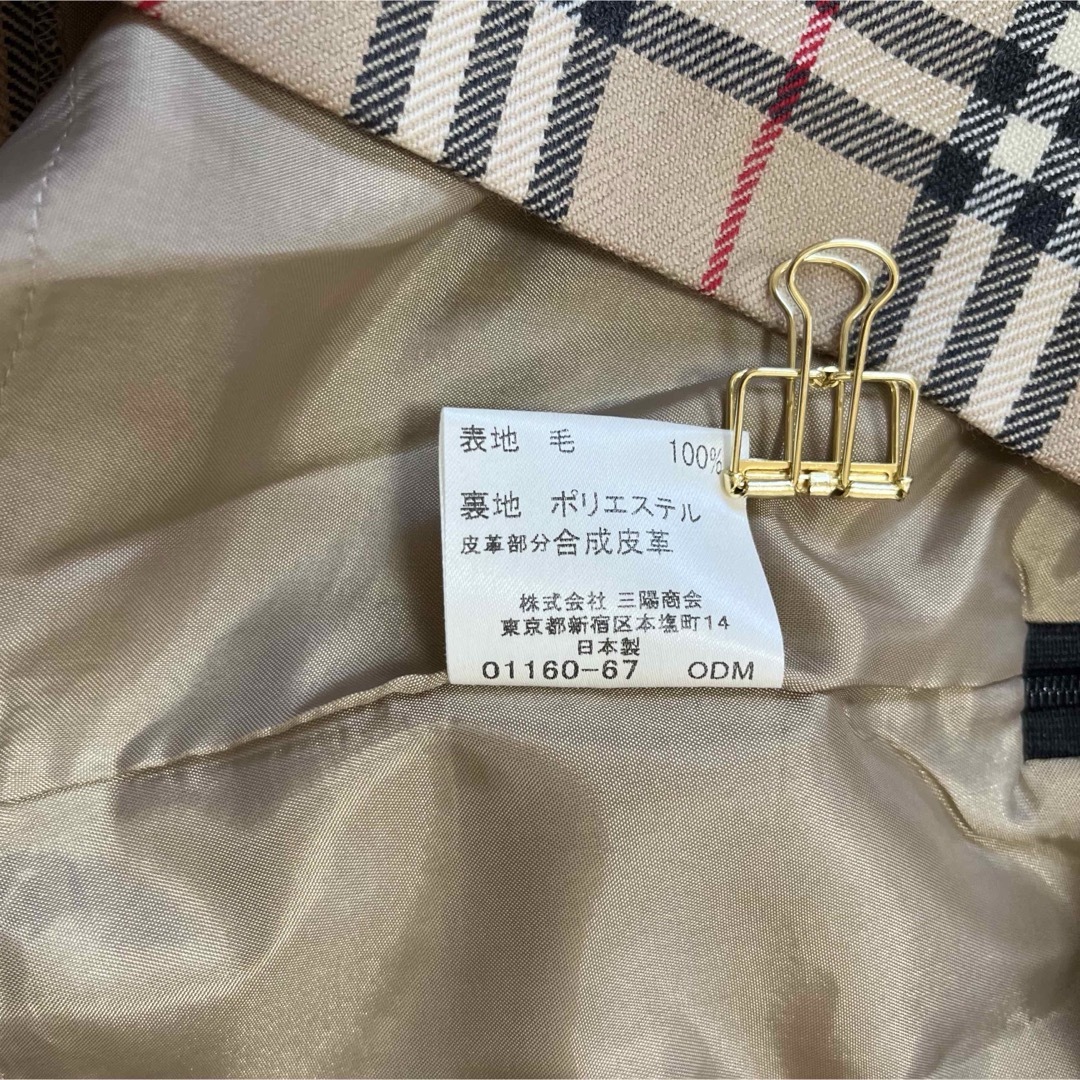 表地 毛 100%
裏地 ポリエステル
皮革部分合成皮革
株式会社 三陽商会
東京都新宿区本塩町14
日本製
01160-67 ODM